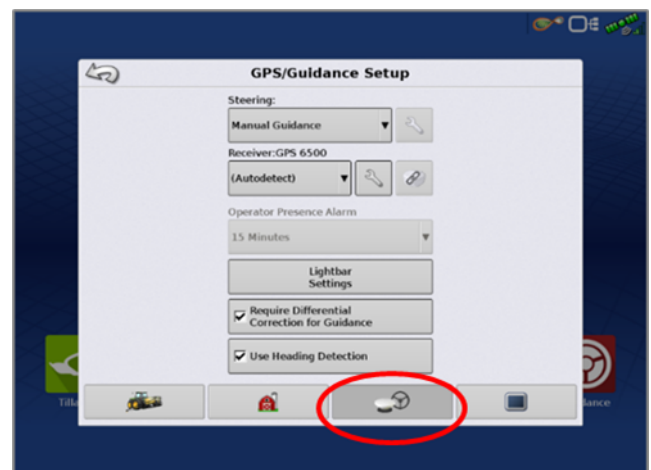 GPS/Guidance Setup
Steering:
Manual Guidance
Receiver:GPS 6500
(Autodetect)
Operator Presence Alarm
15 Minutes
Lightbar
Settings
Require Differential
Correction for Guidance
Use Heading Detection
Tilla
dance